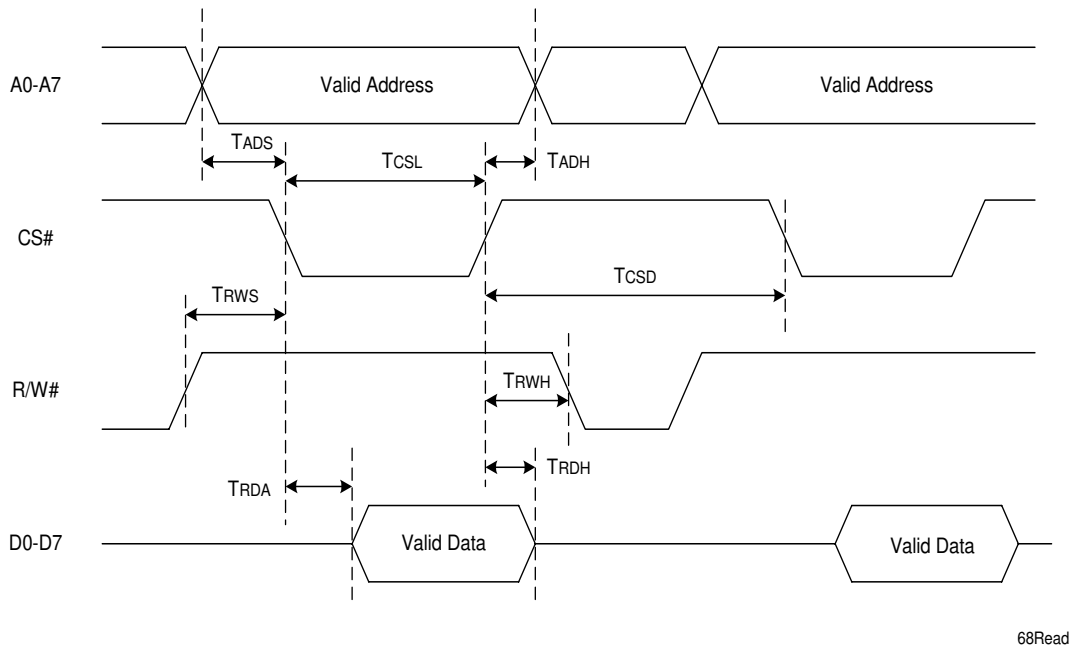 A0-A7
Valid Address
Valid Address
TADS
TCSL
TADH
CS#
TCSD
TRWS
R/W#
TRWH
TRDA
TRDH
D0-D7
Valid Data
Valid Data
68Read